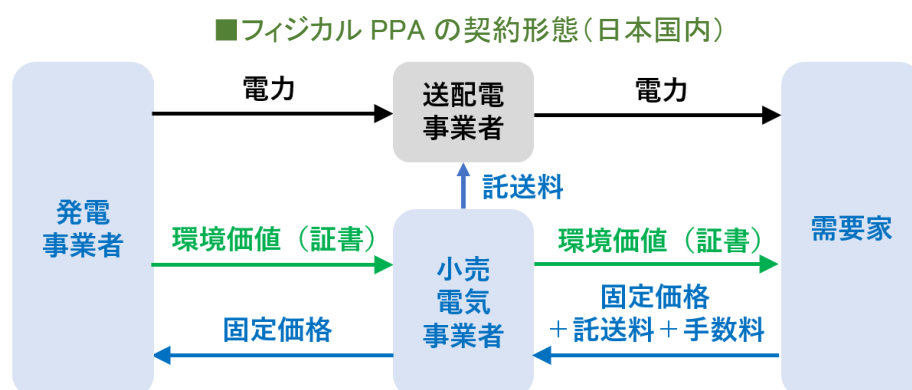 ■フィジカル PPA の契約形態(日本国内)
電力
送配電
事業者
電力
託送料
発電
事業者
環境価値(証書)
小売
電気
事業者
環境価値(証書)
需要家
固定価格
固定価格
+託送料+手数料